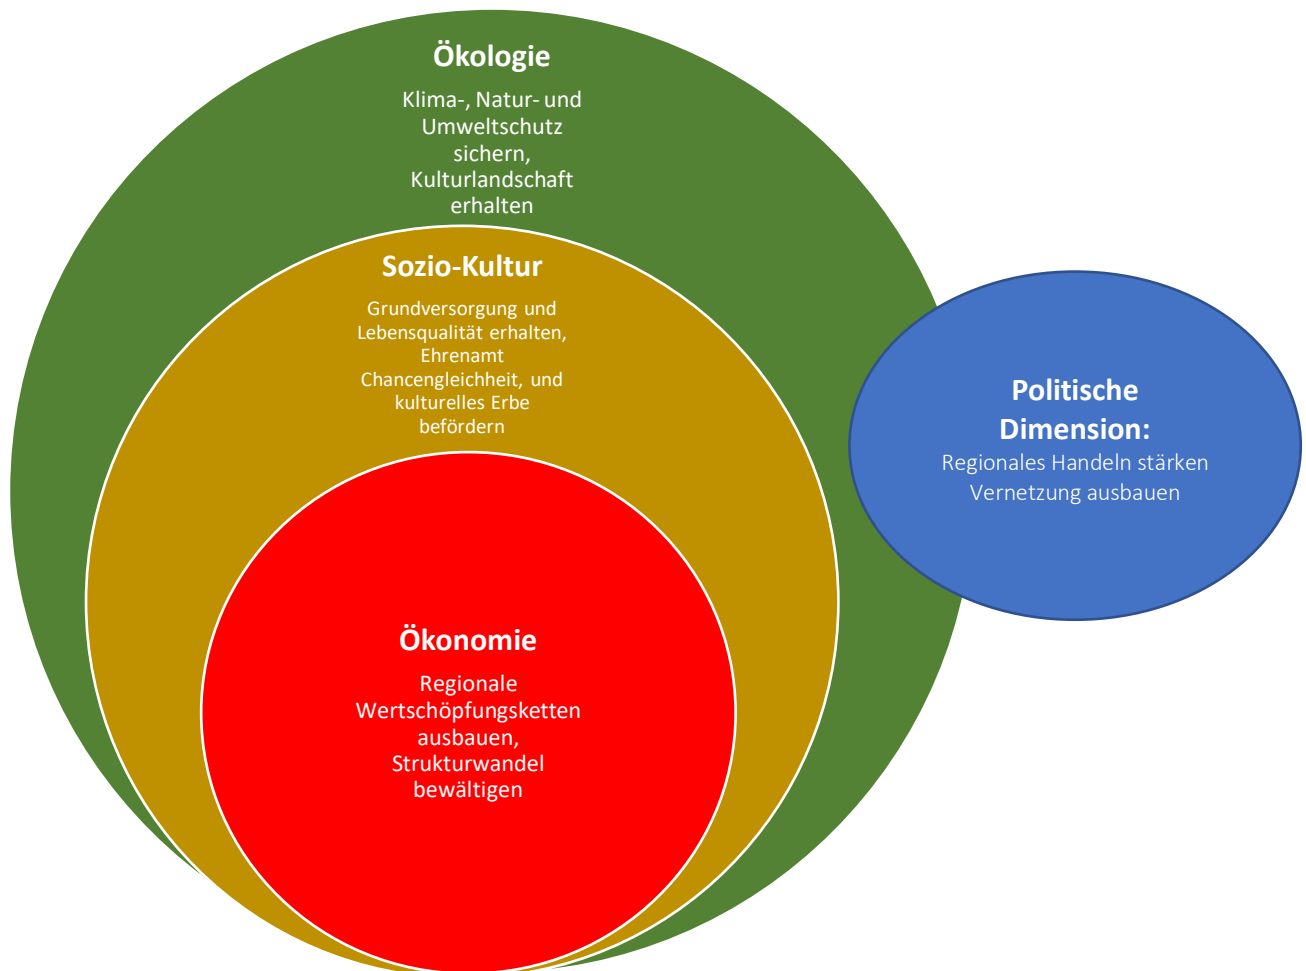 Ökologie
Klima-, Natur- und
Umweltschutz
sichern,
Kulturlandschaft
erhalten
Sozio-Kultur
Grundversorgung und
Lebensqualität erhalten,
Ehrenamt
Chancengleichheit, und
kulturelles Erbe
befördern
Ökonomie
Regionale
Wertschöpfungsketten
ausbauen,
Strukturwandel
bewältigen
Politische
Dimension:
Regionales Handeln stärken
Vernetzung ausbauen